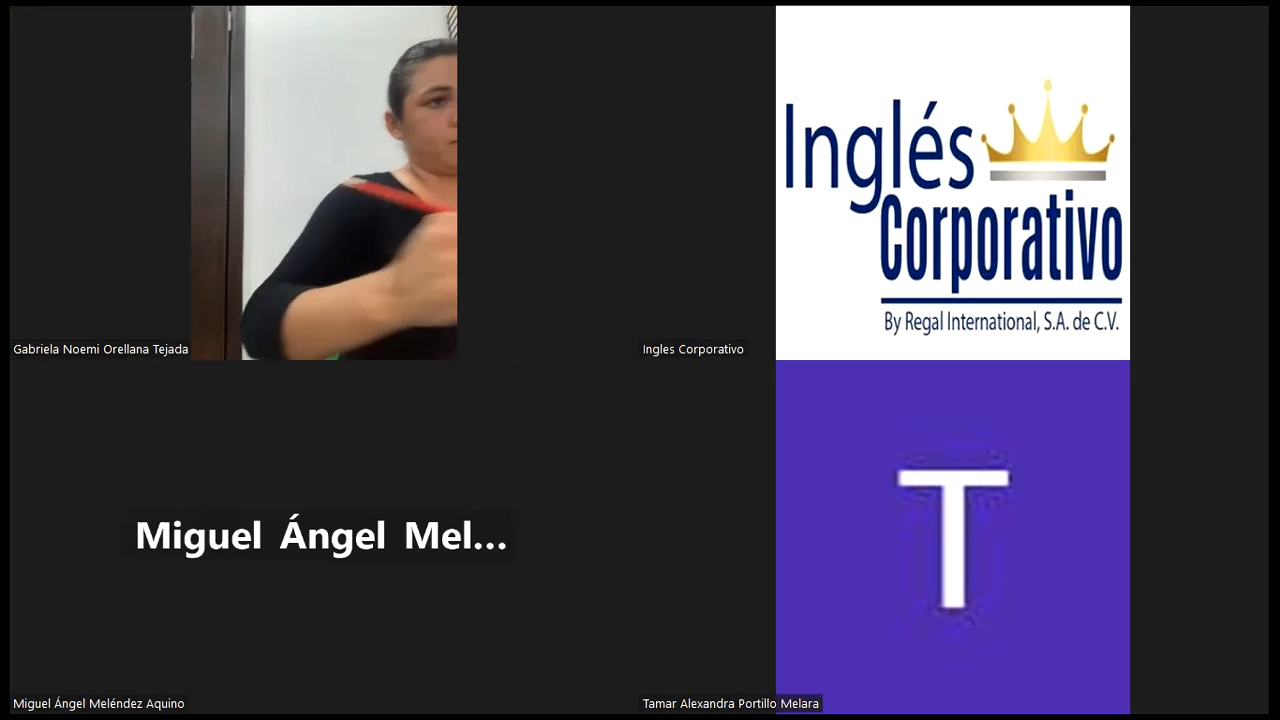 Inglés
Corporativo
By Regal International, S.A. de C.V.
Gabriela Noemi Orellana Tejada
Ingles Corporativo
Miguel Ángel Mel...
T
Miguel Ángel Meléndez Aquino
Tamar Alexandra Portillo Melara